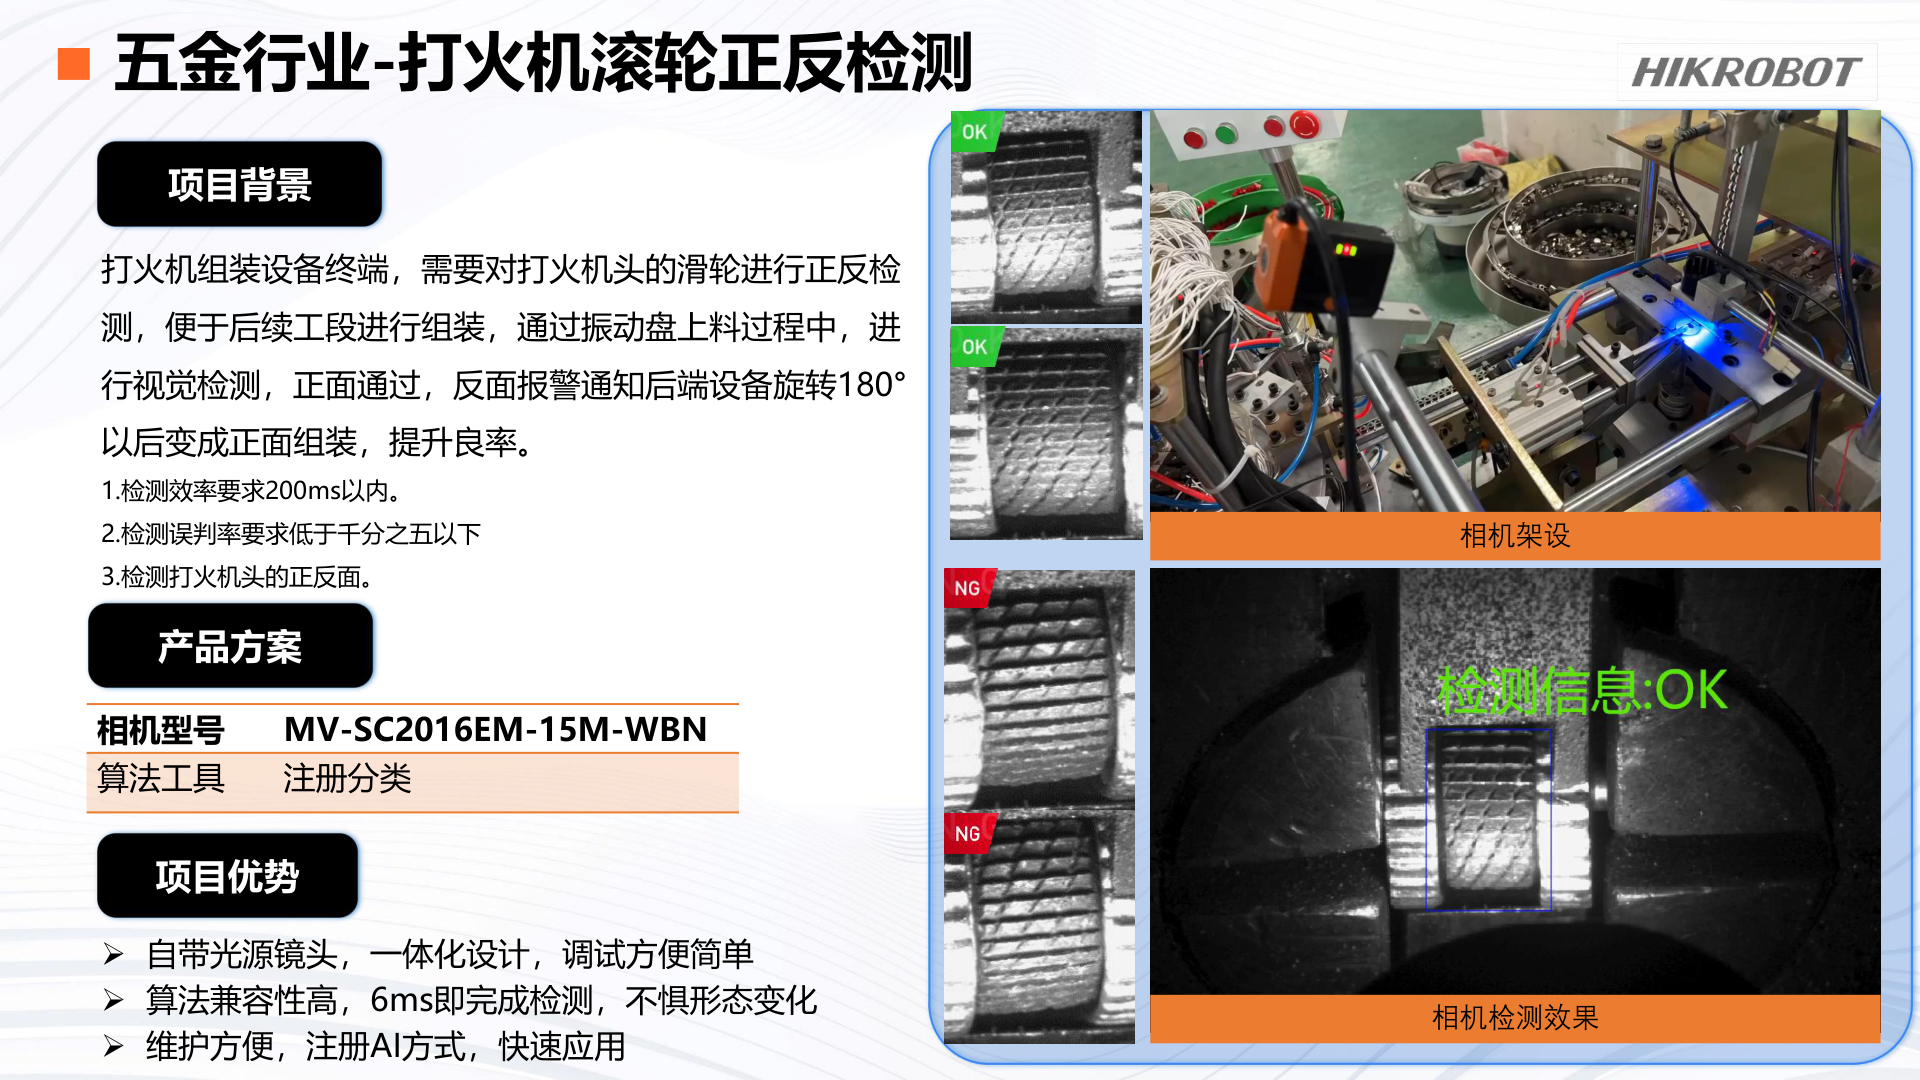 五金行业-打火机滚轮正反检测
HIKROBOT
项目背景
打火机组装设备终端，需要对打火机头的滑轮进行正反检
测，便于后续工段进行组装，通过振动盘上料过程中，进
行视觉检测，正面通过，反面报警通知后端设备旋转180°
以后变成正面组装，提升良率。
1.检测效率要求200ms以内。
2.检测误判率要求低于千分之五以下
3.检测打火机头的正反面。
产品方案
相机型号 MV-SC2016EM-15M-WBN
算法工具 注册分类
项目优势
➢ 自带光源镜头，一体化设计，调试方便简单
➢ 算法兼容性高，6ms即完成检测，不惧形态变化
➢ 维护方便，注册AI方式，快速应用
OK
OK
NG
NG
相机架设
检测信息:OK
相机检测效果